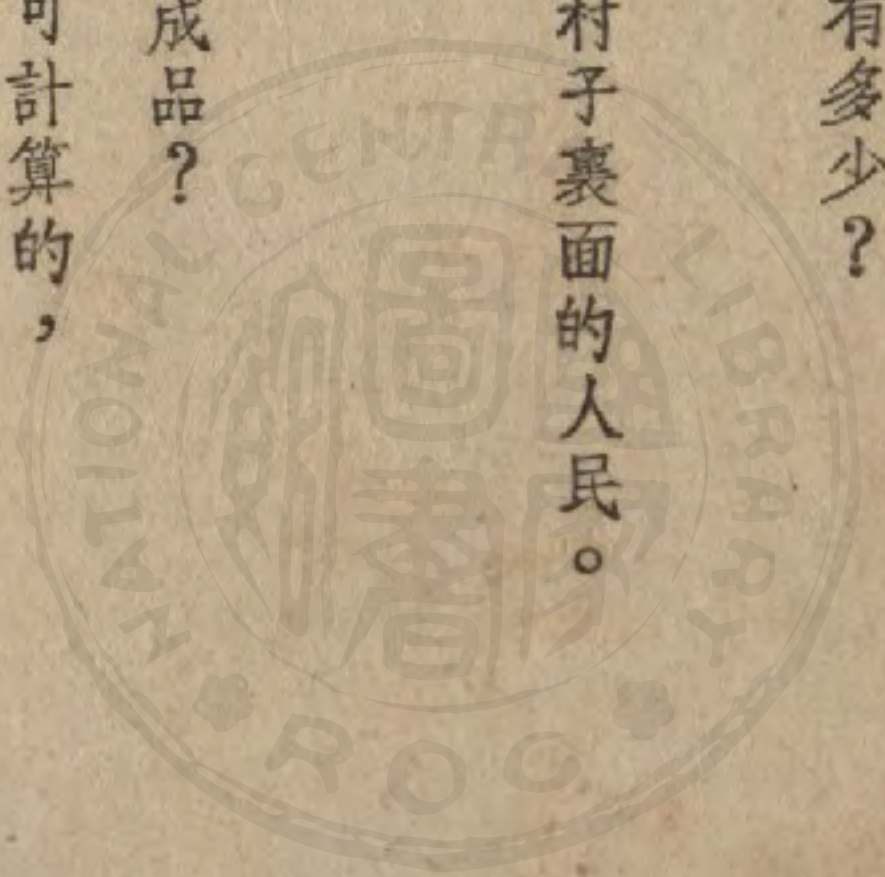 有多少？
村子裏面的人民。
成品？
可計算的，
NATIONAL CENTRAL LIBRARY
ROC